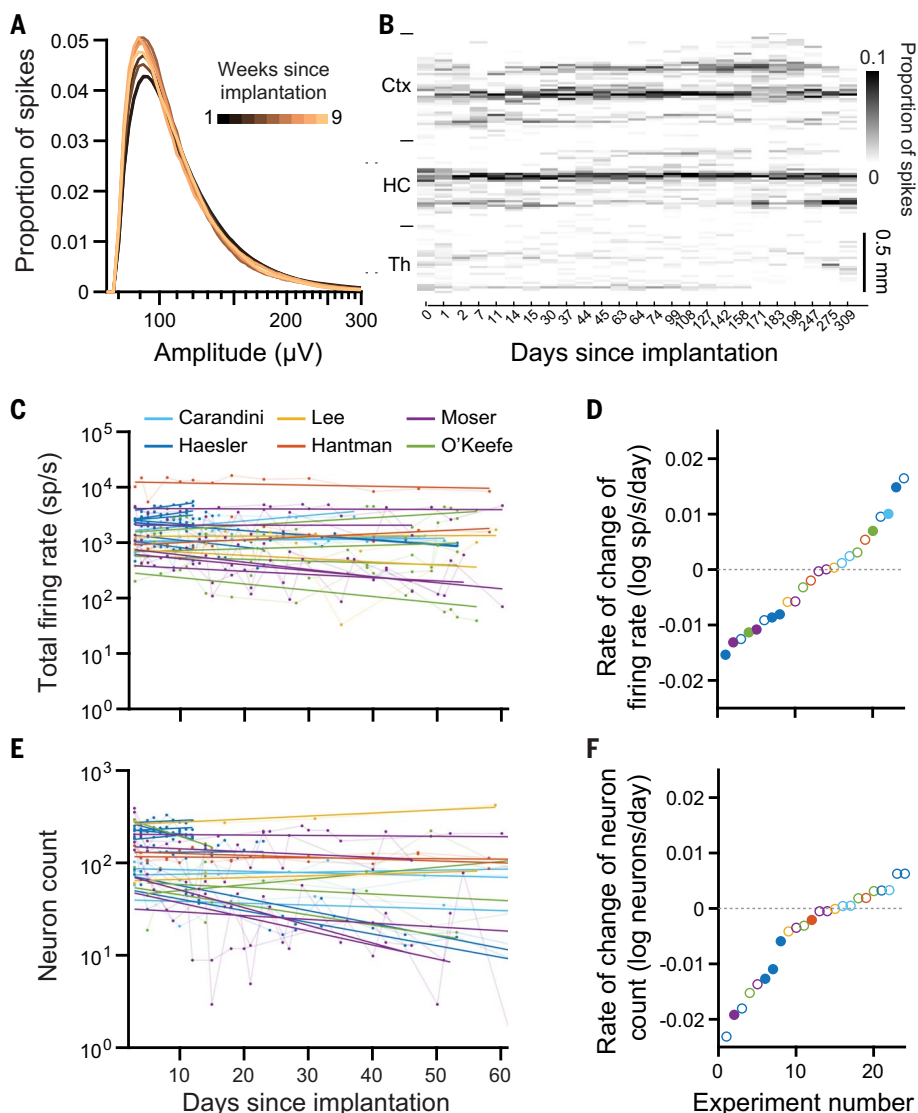 A
Proportion of spikes
0.05
0.04
0.03
0.02
0.01
0
Weeks since
implantation
1 9
100 200 300
Amplitude (µV)
B
Ctx
HC
Th
0.1
0
Proportion of spikes
0.5 mm
0 1 2 7 11 14 15 30 37 44 45 63 64 74 99 108 127 142 158 171 183 198 247 275 309
Days since implantation
C
Carandini Lee Moser
Haesler Hantman O'Keefe
Total firing rate (sp/s)
10^5
10^4
10^3
10^2
10^1
10^0
D
Rate of change of
firing rate (log sp/s/day)
0.02
0.01
0
-0.01
-0.02
E
Neuron count
10^3
10^2
10^1
10^0
10 20 30 40 50 60
Days since implantation
F
Rate of change of neuron
count (log neurons/day)
0.02
0.01
0
-0.01
-0.02
0 10 20
Experiment number